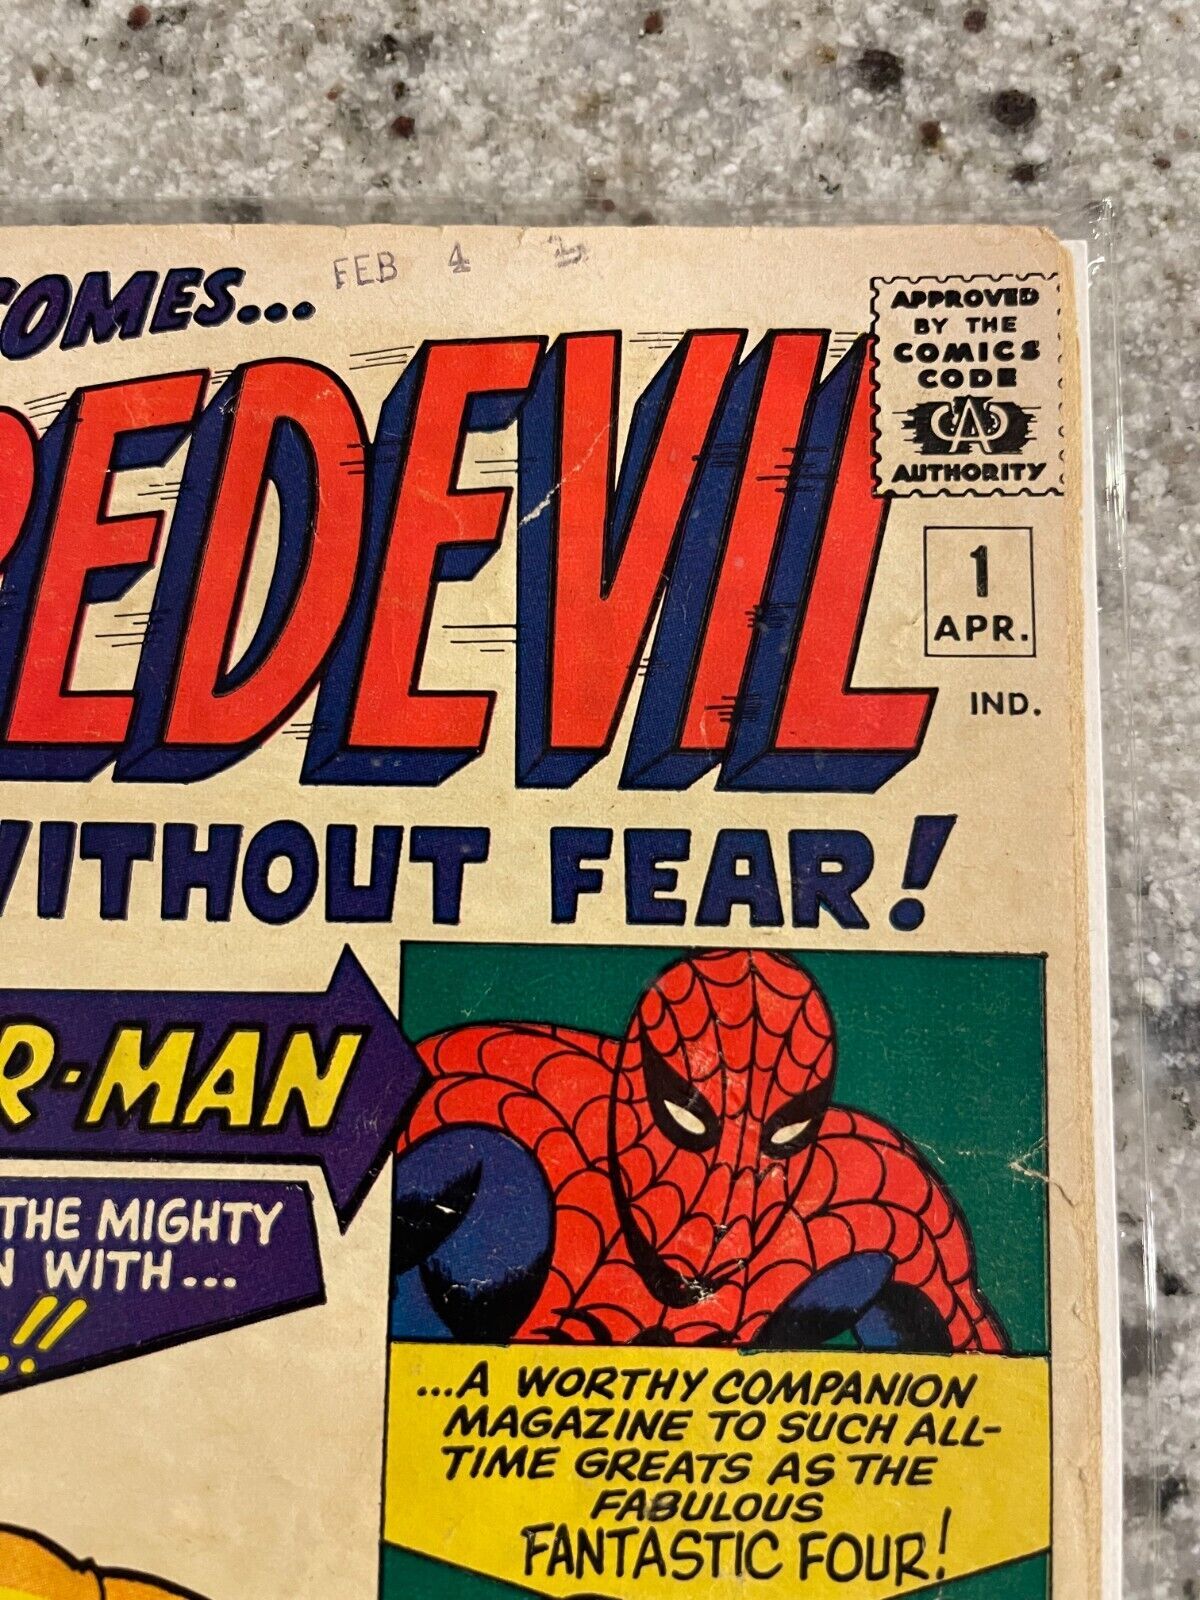 COMES...
FEB 4
APPROVED
BY THE
COMICS
CODE
A
AUTHORITY
REDEVIL
1
APR.
IND.
WITHOUT FEAR!
R-MAN
THE MIGHTY
N WITH...
..!!
...A WORTHY COMPANION
MAGAZINE TO SUCH ALL-
TIME GREATS AS THE
FABULOUS
FANTASTIC FOUR!